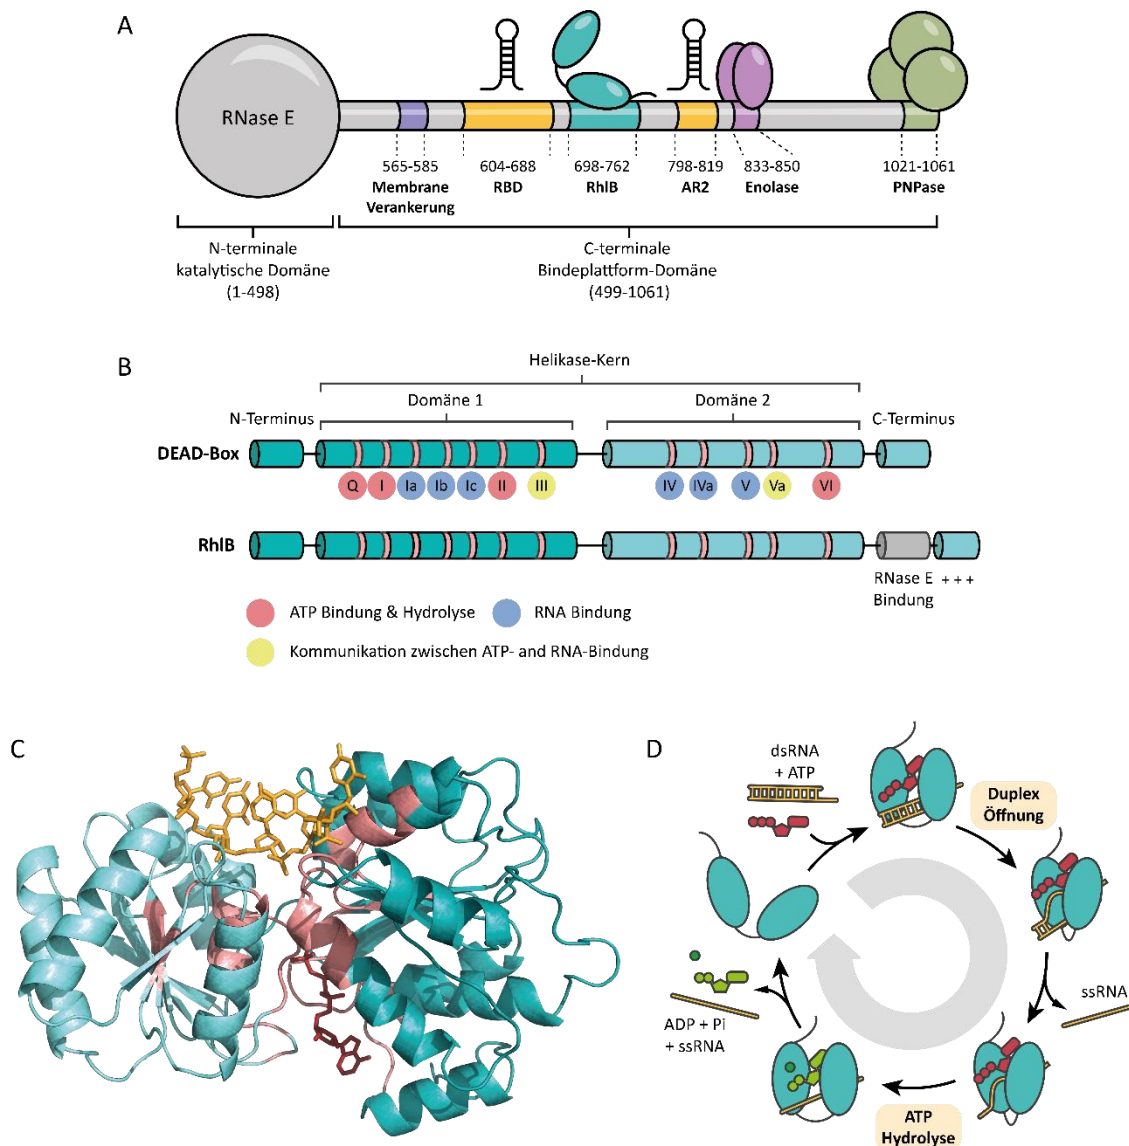 A
RNase E
565-585
604-688
698-762
798-819
833-850
1021-1061
Membrane
Verankerung
RBD
RhlB
AR2
Enolase
PNPase
N-terminale
katalytische Domäne
(1-498)
C-terminale
Bindeplattform-Domäne
(499-1061)
B
Helikase-Kern
N-Terminus
Domäne 1
Domäne 2
C-Terminus
DEAD-Box
Q I Ia Ib Ic II III IV IVa V Va VI
RhlB
RNase E
Bindung
+ + +
ATP Bindung & Hydrolyse
RNA Bindung
Kommunikation zwischen ATP- and RNA-Bindung
C
D
dsRNA
+ ATP
Duplex
Öffnung
ssRNA
ATP
Hydrolyse
ADP + Pi
+ ssRNA